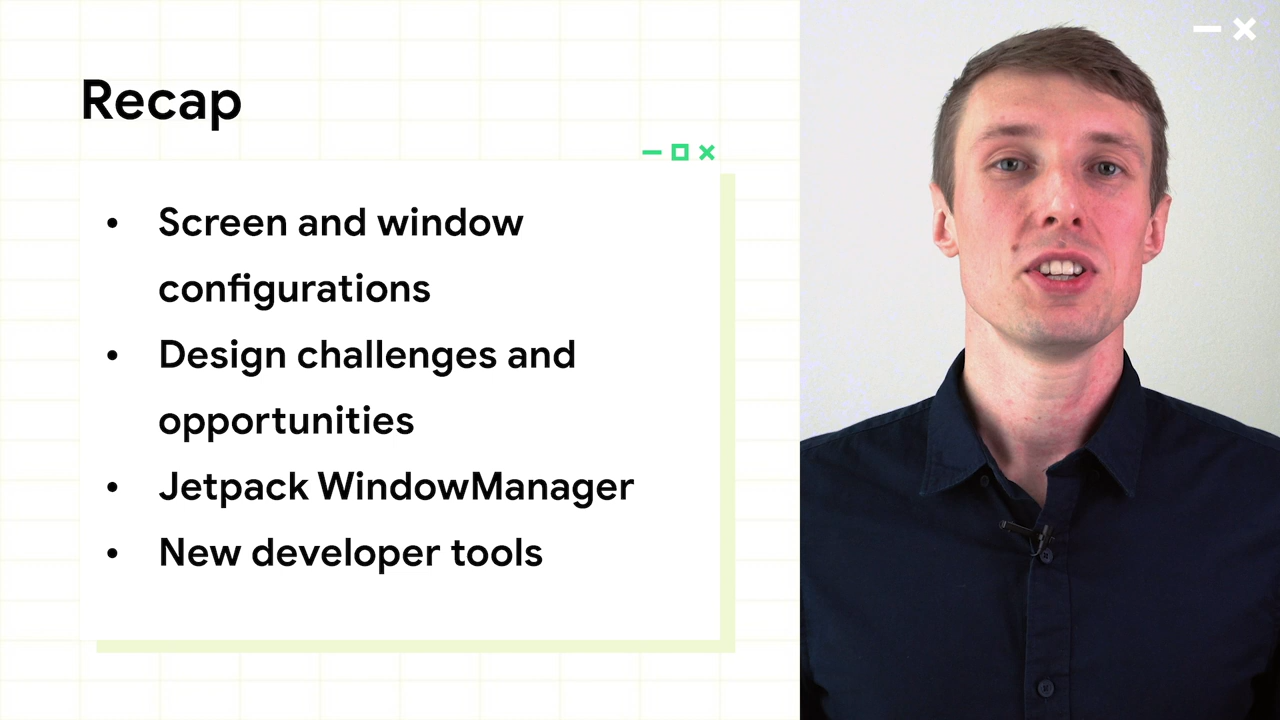 Recap
• Screen and window
configurations
• Design challenges and
opportunities
• Jetpack WindowManager
• New developer tools